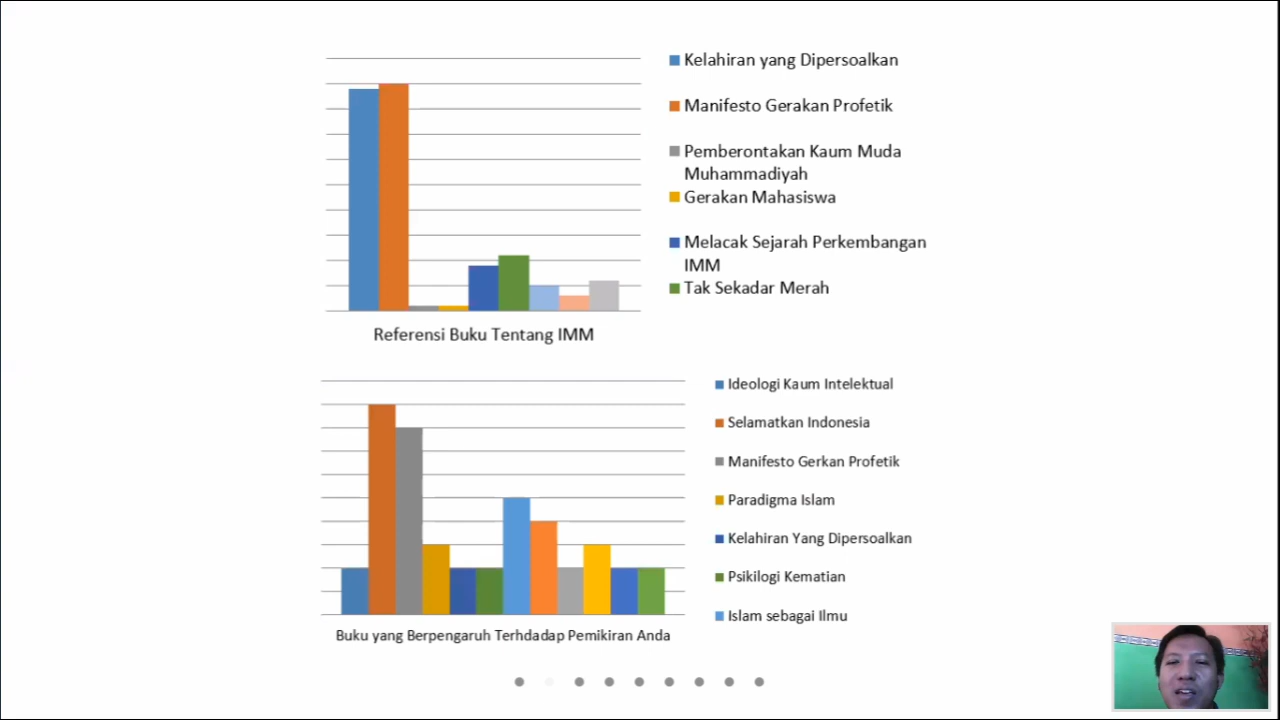 Kelahiran yang Dipersoalkan
Manifesto Gerakan Profetik
Pemberontakan Kaum Muda
Muhammadiyah
Gerakan Mahasiswa
Melacak Sejarah Perkembangan
IMM
Tak Sekadar Merah
Referensi Buku Tentang IMM
Ideologi Kaum Intelektual
Selamatkan Indonesia
Manifesto Gerkan Profetik
Paradigma Islam
Kelahiran Yang Dipersoalkan
Psikilogi Kematian
Islam sebagai Ilmu
Buku yang Berpengaruh Terhdadap Pemikiran Anda